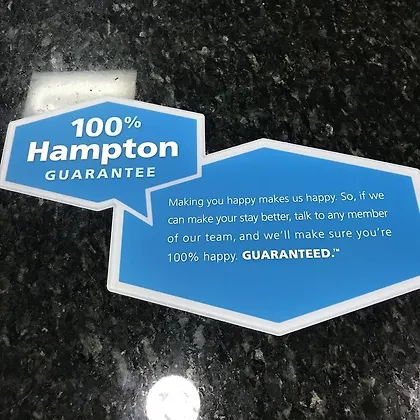 100%
Hampton
GUARANTEE
Making you happy makes us happy. So, if we
can make your stay better, talk to any member
of our team, and we'll make sure you're
100% happy. GUARANTEED.™